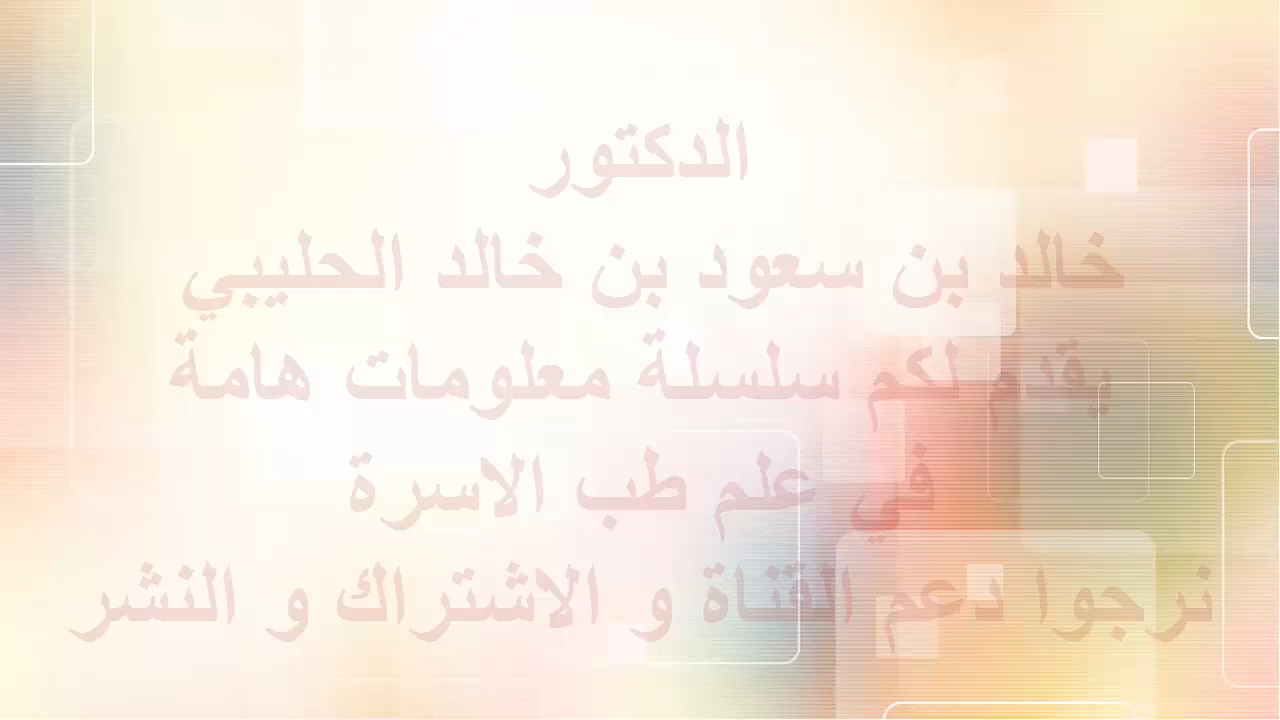 الدكتور
خالد بن سعود بن خالد الحليبي
يقدم لكم سلسلة معلومات هامة
في علم طب الاسرة
نرجوا دعم القناة و الاشتراك و النشر